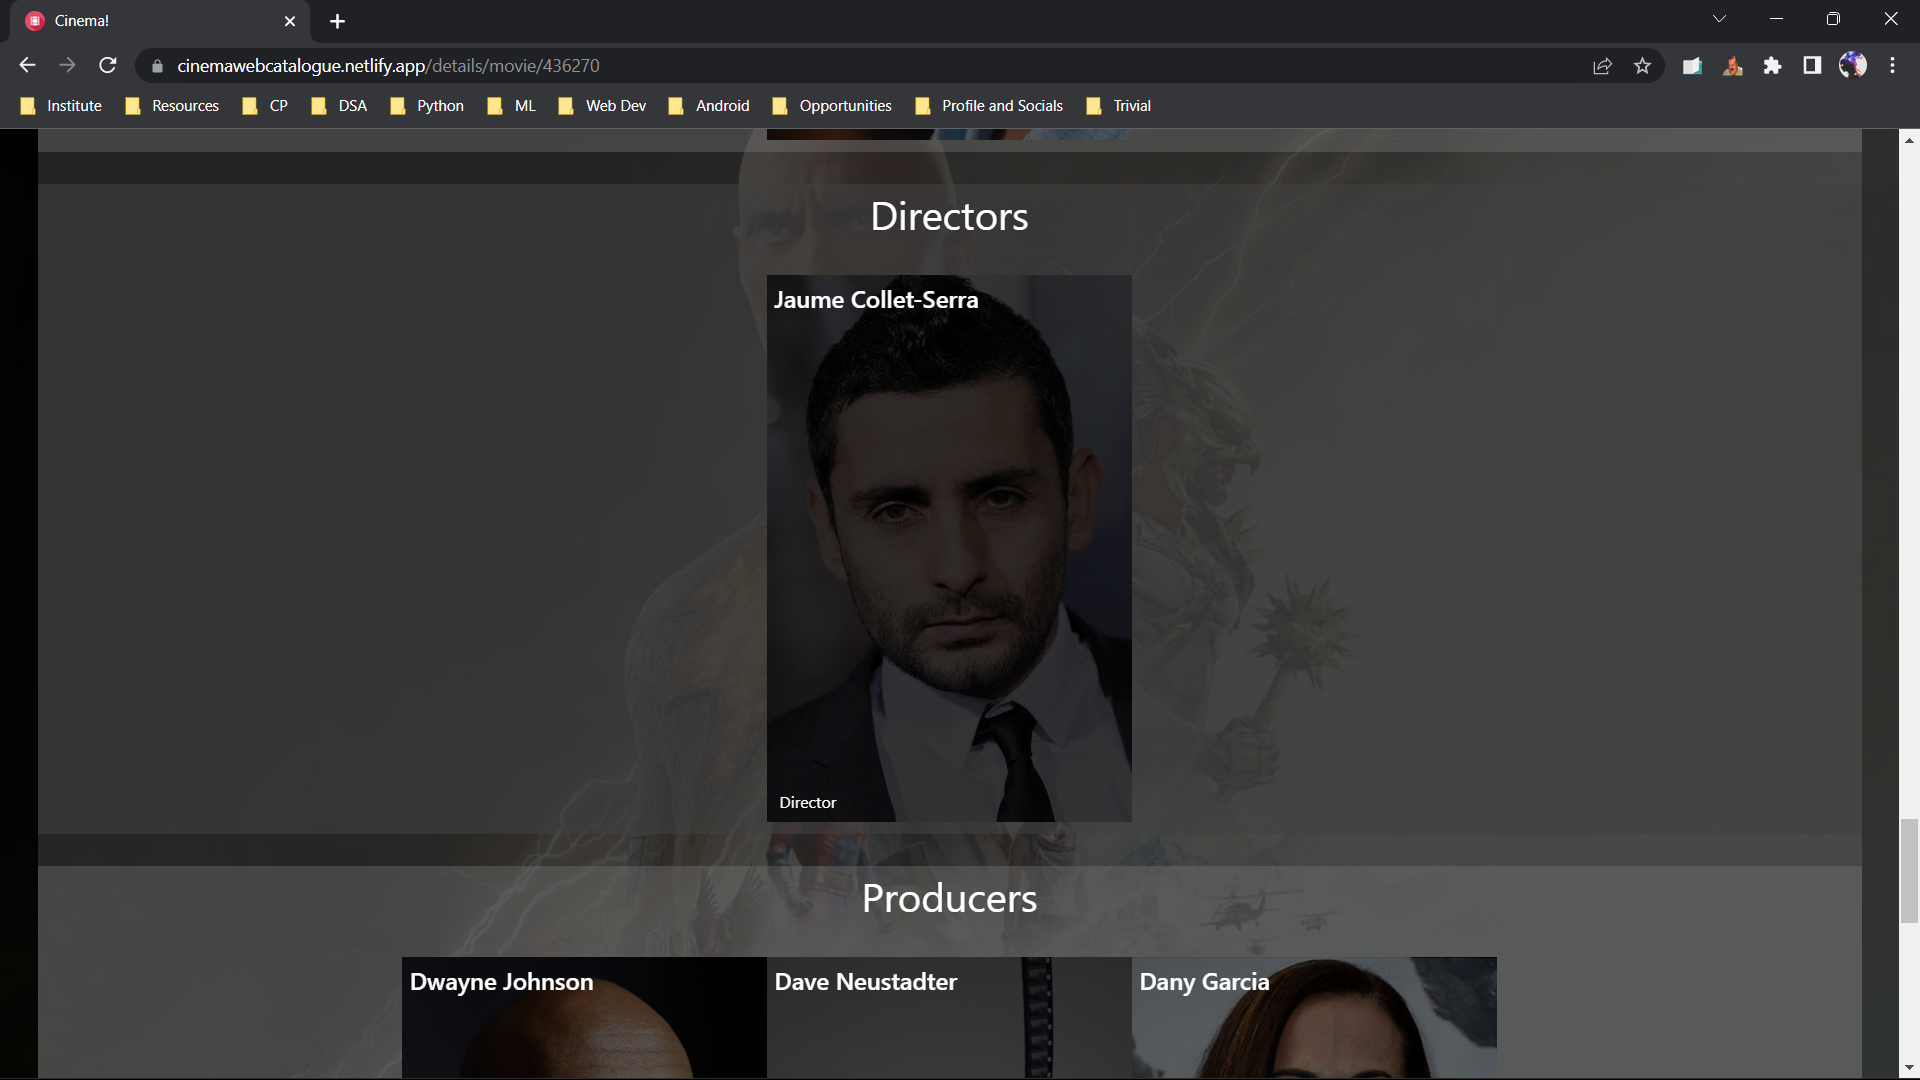 Cinema!
cinemawebcatalogue.netlify.app/details/movie/436270
Institute Resources CP DSA Python ML Web Dev Android Opportunities Profile and Socials Trivial
Directors
Jaume Collet-Serra
Director
Producers
Dwayne Johnson Dave Neustadter Dany Garcia